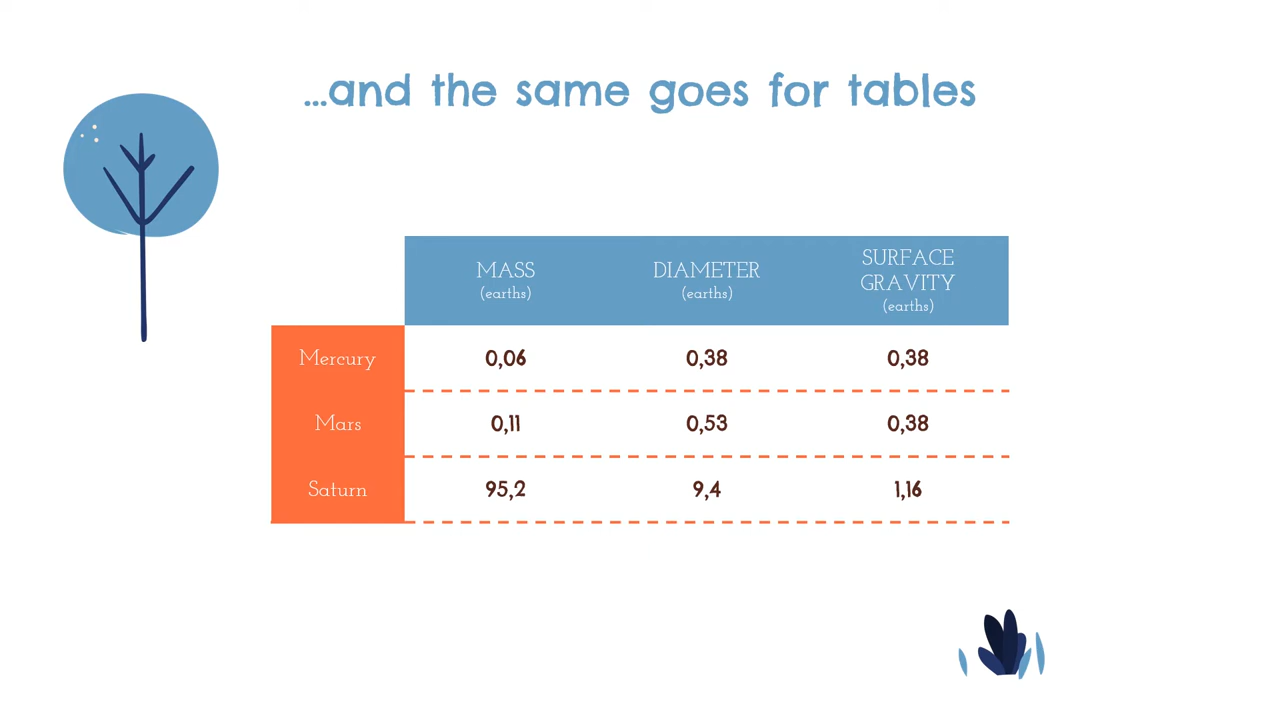 ...and the same goes for tables
MASS DIAMETER SURFACE GRAVITY
(earths) (earths) (earths)
Mercury 0,06 0,38 0,38
Mars 0,11 0,53 0,38
Saturn 95,2 9,4 1,16